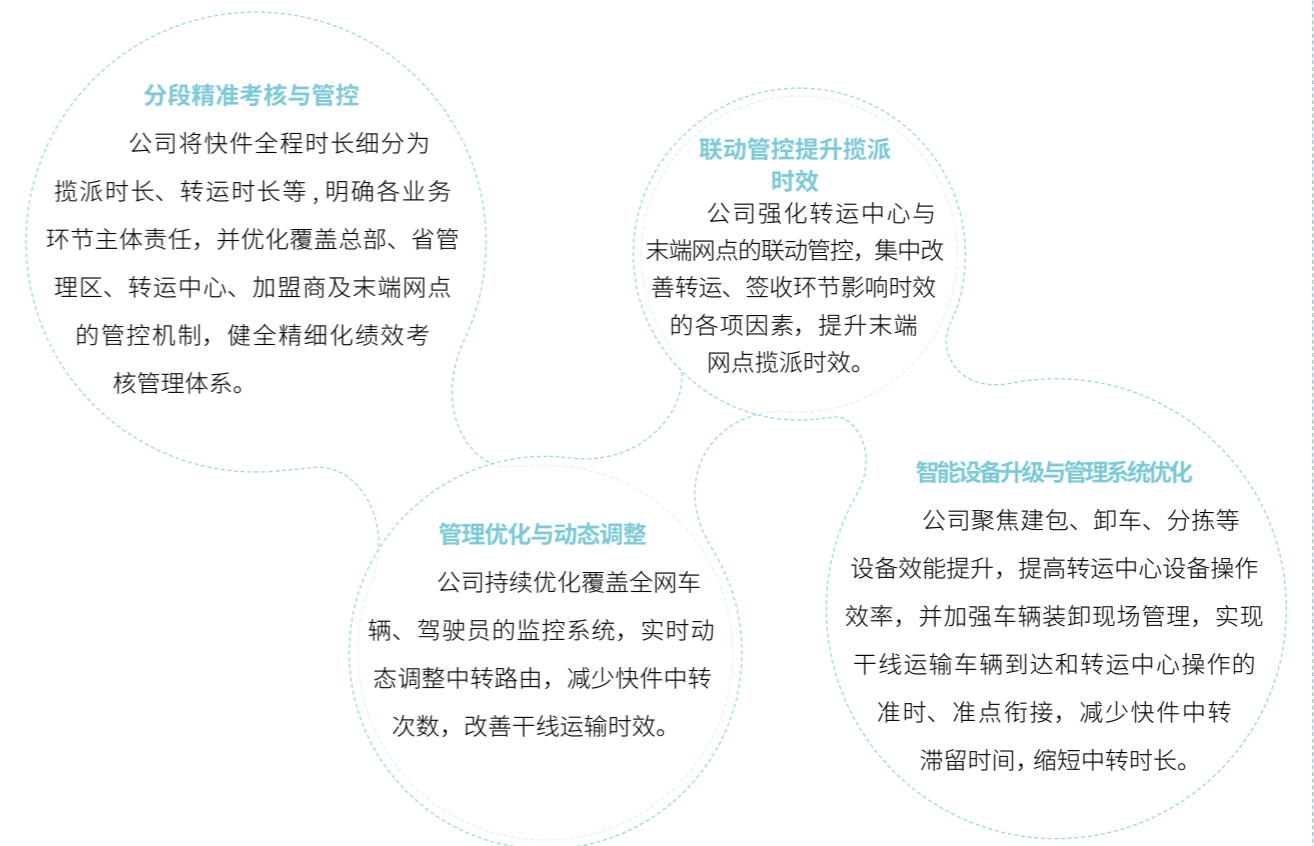 分段精准考核与管控
公司将快件全程时长细分为
揽派时长、转运时长等,明确各业务
环节主体责任，并优化覆盖总部、省管
理区、转运中心、加盟商及末端网点
的管控机制，健全精细化绩效考
核管理体系。
管理优化与动态调整
公司持续优化覆盖全网车
辆、驾驶员的监控系统，实时动
态调整中转路由，减少快件中转
次数，改善干线运输时效。
联动管控提升揽派
时效
公司强化转运中心与
末端网点的联动管控，集中改
善转运、签收环节影响时效
的各项因素，提升末端
网点揽派时效。
智能设备升级与管理系统优化
公司聚焦建包、卸车、分拣等
设备效能提升，提高转运中心设备操作
效率，并加强车辆装卸现场管理，实现
干线运输车辆到达和转运中心操作的
准时、准点衔接，减少快件中转
滞留时间，缩短中转时长。